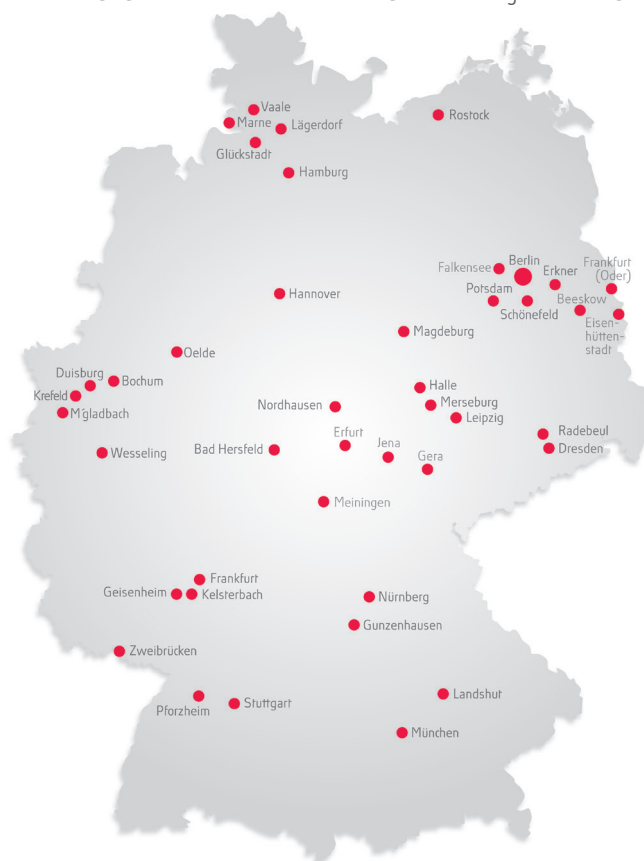 Vaale
Marne
Lägerdorf
Rostock
Glückstadt
Hamburg
Falkensee
Berlin
Erkner
Frankfurt
(Oder)
Potsdam
Schönefeld
Beeskow
Eisen-
hütten-
stadt
Hannover
Magdeburg
Oelde
Duisburg
Bochum
Krefeld
M'gladbach
Halle
Nordhausen
Merseburg
Leipzig
Wesseling
Bad Hersfeld
Erfurt
Jena
Gera
Radebeul
Dresden
Meiningen
Frankfurt
Geisenheim
Kelsterbach
Nürnberg
Gunzenhausen
Zweibrücken
Pforzheim
Stuttgart
Landshut
München